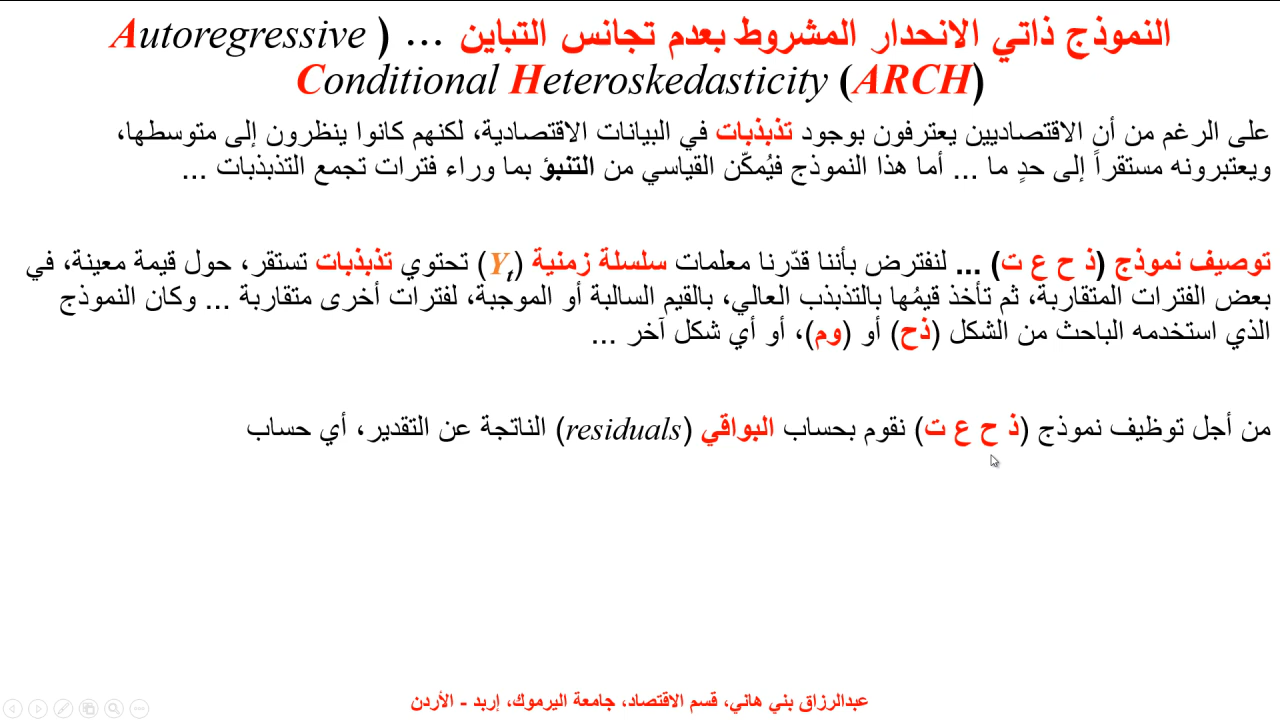 النموذج ذاتي الانحدار المشروط بعدم تجانس التباين ... (Autoregressive
Conditional Heteroskedasticity (ARCH)
على الرغم من أن الاقتصاديين يعترفون بوجود تذبذبات في البيانات الاقتصادية، لكنهم كانوا ينظرون إلى متوسطها،
ويعتبرونه مستقراً إلى حدٍ ما ... أما هذا النموذج فيُمكّن القياسي من التنبؤ بما وراء فترات تجمع التذبذبات ...
توصيف نموذج (ذ ح ع ت) ... لنفترض بأننا قدّرنا معلمات سلسلة زمنية (Yt) تحتوي تذبذبات تستقر، حول قيمة معينة، في
بعض الفترات المتقاربة، ثم تأخذ قيمُها بالتذبذب العالي، بالقيم السالبة أو الموجبة، لفترات أخرى متقاربة ... وكان النموذج
الذي استخدمه الباحث من الشكل (ذح) أو (وم)، أو أي شكل آخر ...
من أجل توظيف نموذج (ذ ح ع ت) نقوم بحساب البواقي (residuals) الناتجة عن التقدير، أي حساب
عبدالرزاق بني هاني، قسم الاقتصاد، جامعة اليرموك، إربد - الأردن